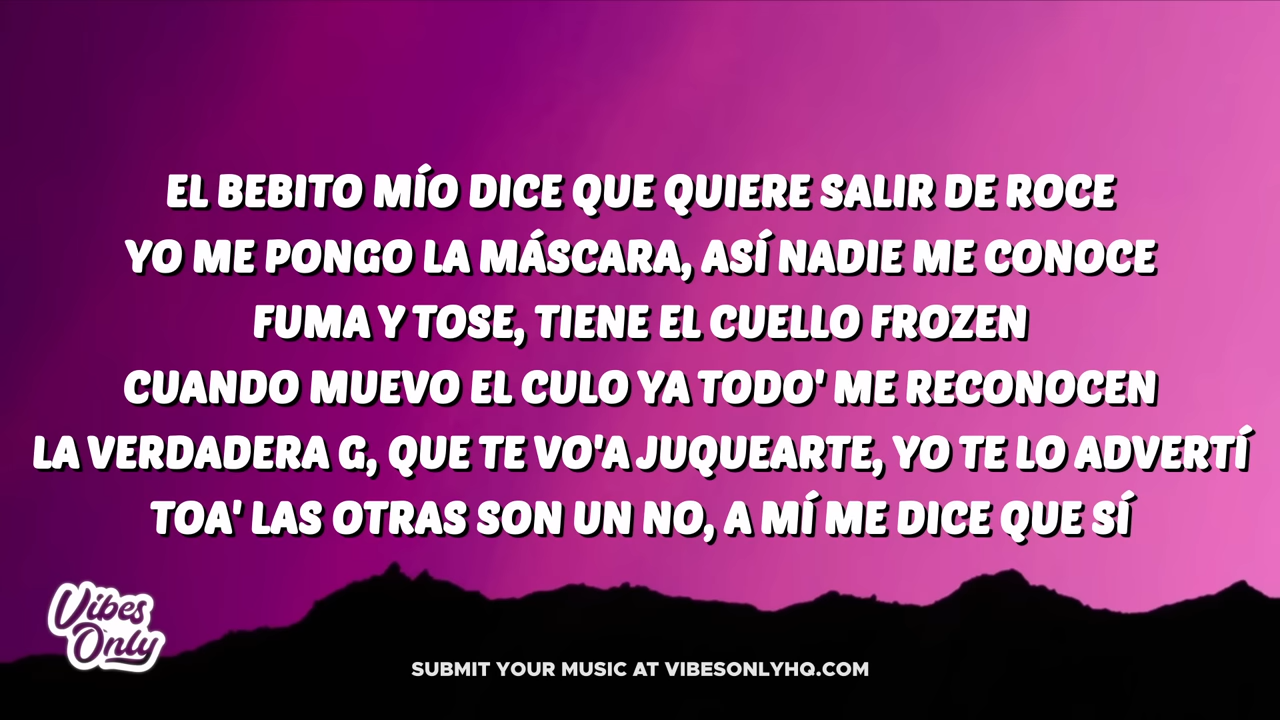 EL BEBITO MÍO DICE QUE QUIERE SALIR DE ROCE
YO ME PONGO LA MÁSCARA, ASÍ NADIE ME CONOCE
FUMA Y TOSE, TIENE EL CUELLO FROZEN
CUANDO MUEVO EL CULO YA TODO' ME RECONOCEN
LA VERDADERA G, QUE TE VO'A JUQUEARTE, YO TE LO ADVERTÍ
TOA' LAS OTRAS SON UN NO, A MÍ ME DICE QUE SÍ
Vibes
Only
SUBMIT YOUR MUSIC AT VIBESONLYHQ.COM